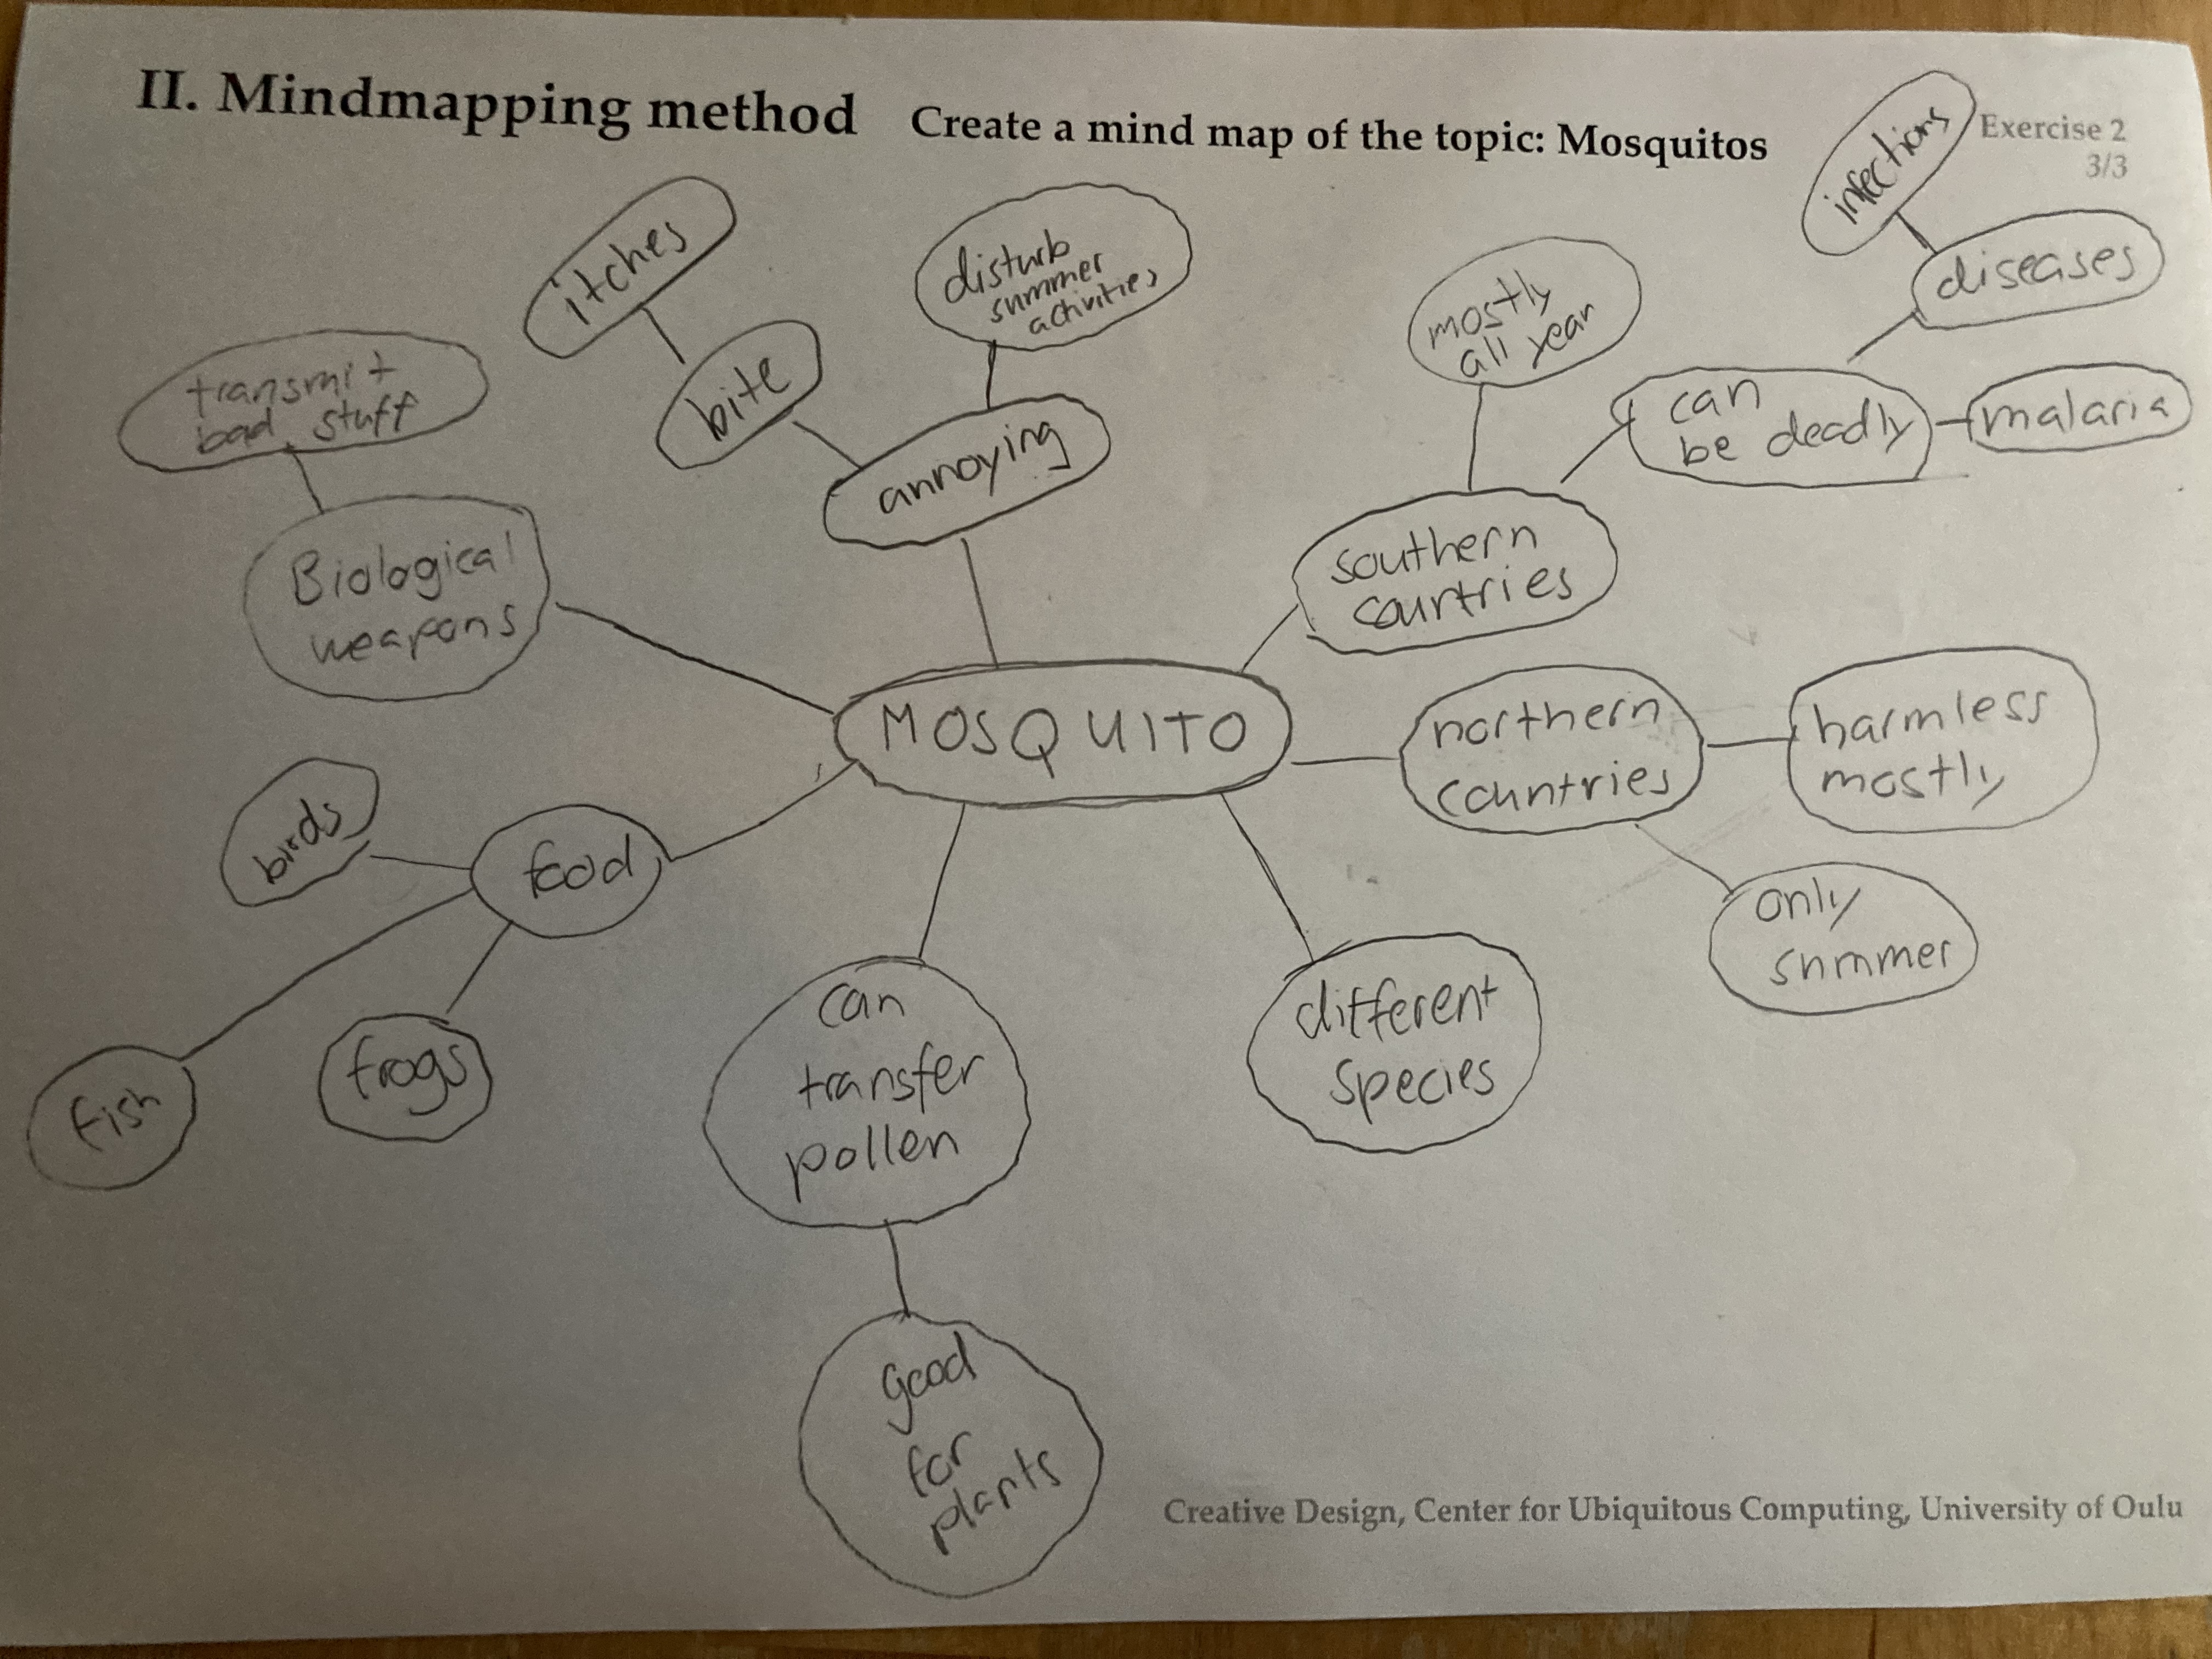 II. Mindmapping method Create a mind map of the topic: Mosquitos
Exercise 2
3/3
transmit
bad stuff
Biological
weapons
itches
bite
annoying
disturb
summer
activities
MOSQUITO
southern
countries
mostly
all year
can
be deadly
malaria
diseases
infections
northern
countries
harmless
mostly
only
summer
different
species
can
transfer
pollen
good
for
plants
food
birds
frogs
fish
Creative Design, Center for Ubiquitous Computing, University of Oulu